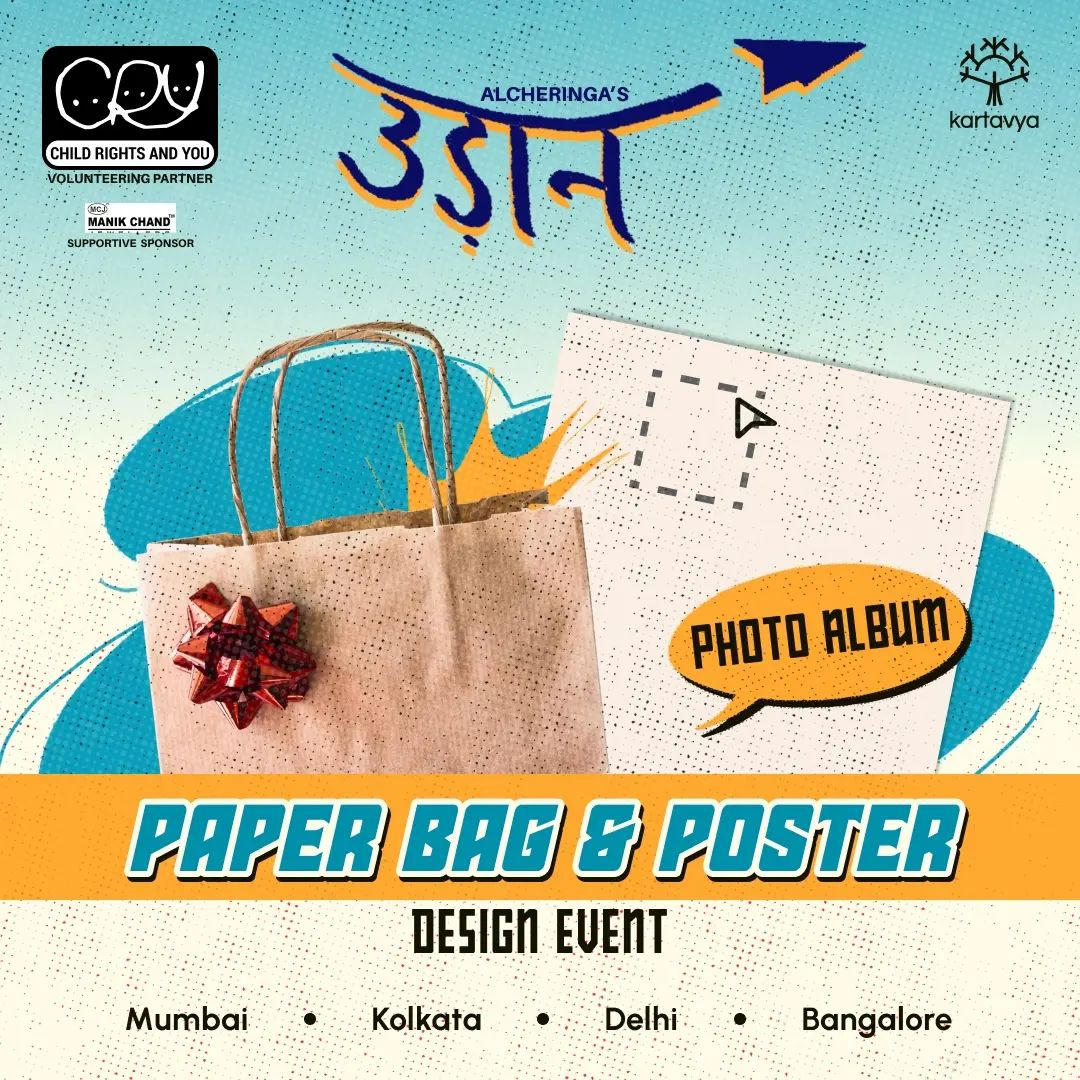 CRY
CHILD RIGHTS AND YOU
VOLUNTEERING PARTNER
MCJ
MANIK CHAND™
SUPPORTIVE SPONSOR
ALCHERINGA'S
उड़ान
kartavya
PHOTO ALBUM
PAPER BAG & POSTER
DESIGN EVENT
Mumbai • Kolkata • Delhi • Bangalore